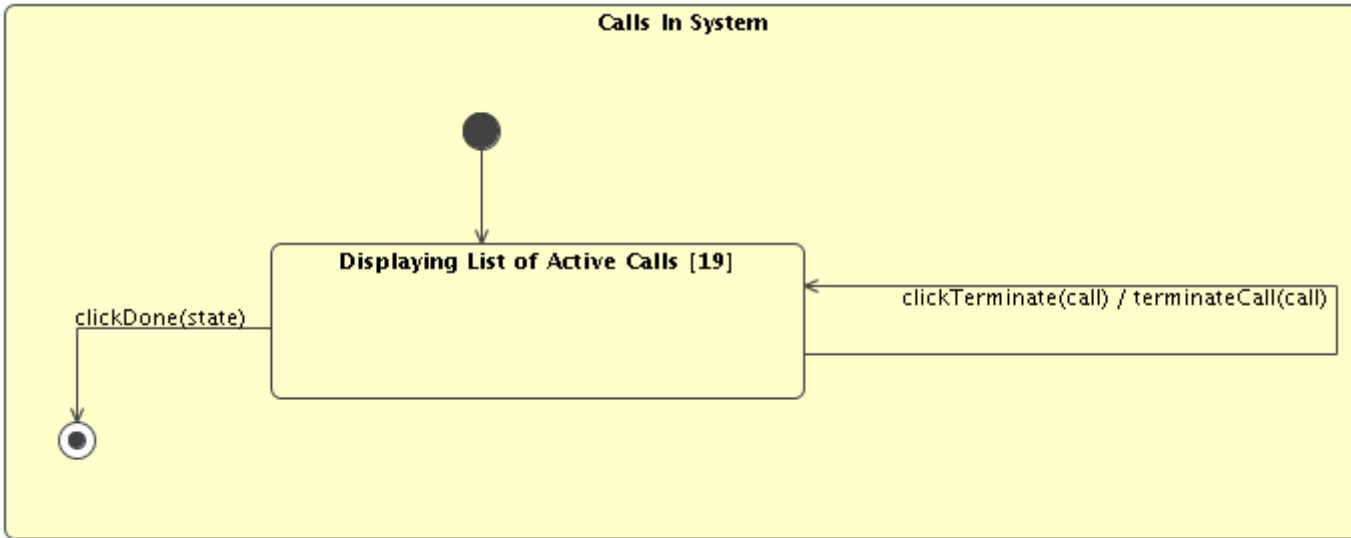 Calls In System
Displaying List of Active Calls [19]
clickTerminate(call) / terminateCall(call)
clickDone(state)